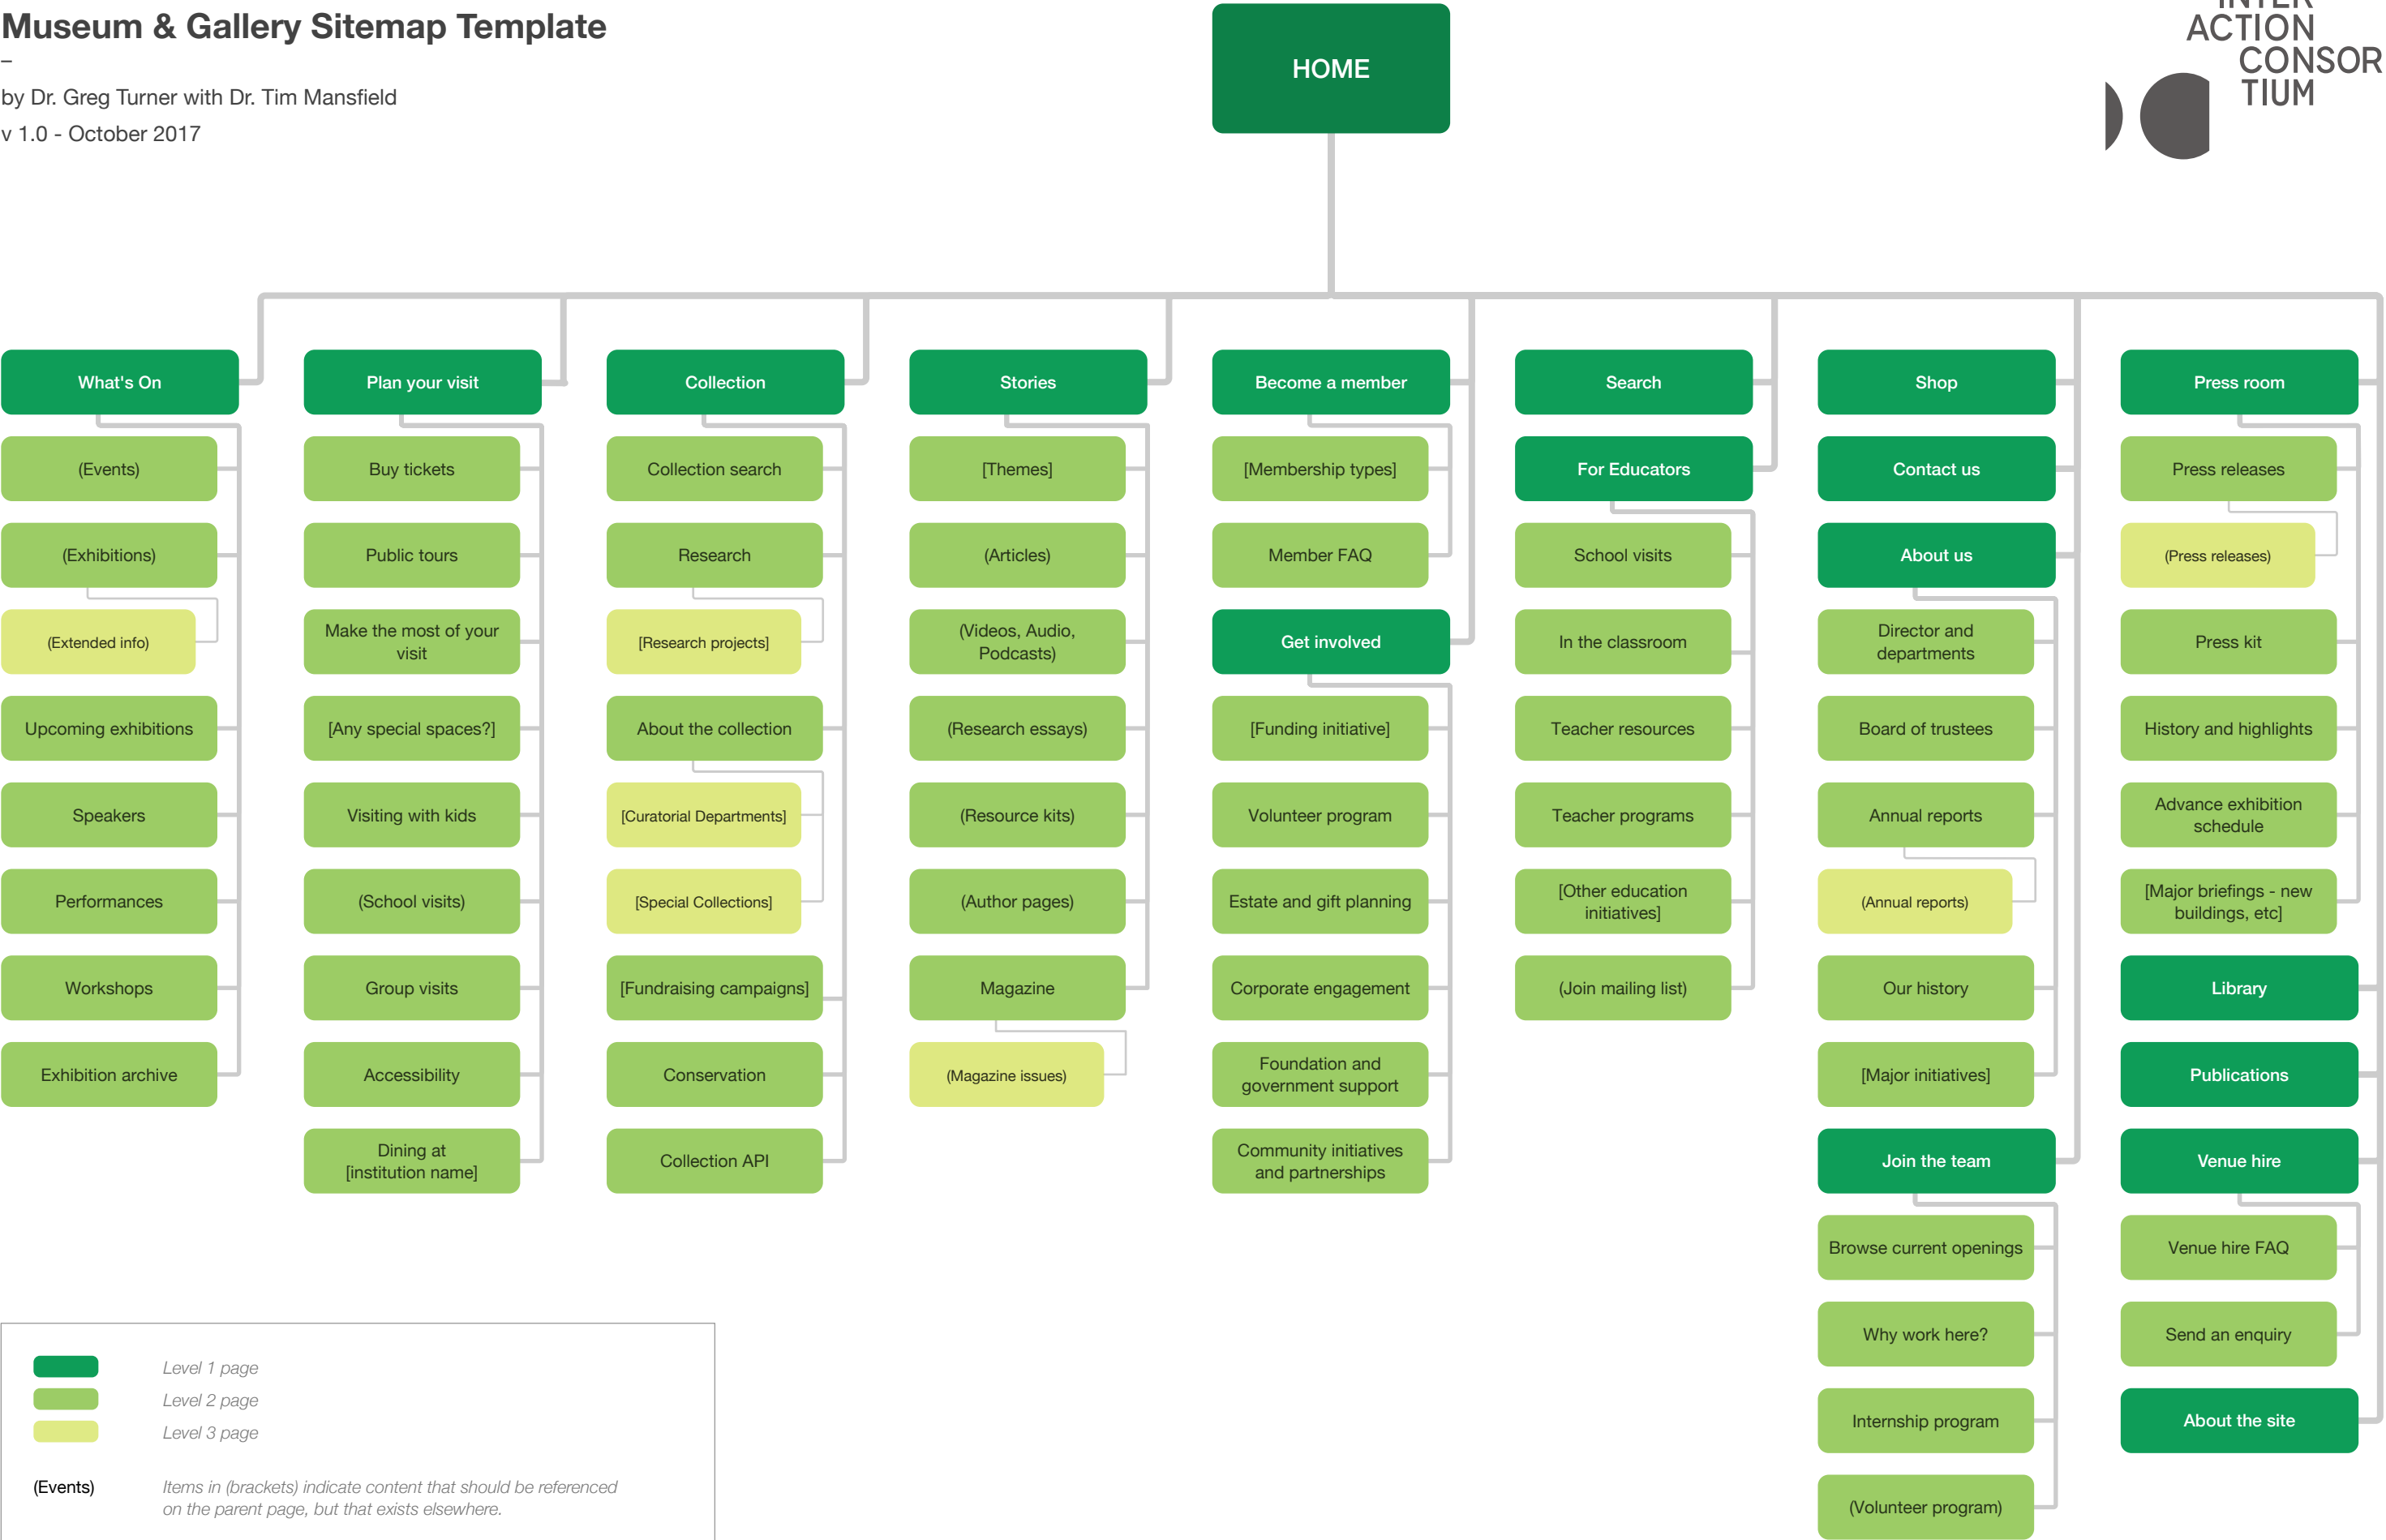 Museum & Gallery Sitemap Template
–
by Dr. Greg Turner with Dr. Tim Mansfield
v 1.0 - October 2017
HOME
INTER
ACTION
CONSOR
TIUM
What's On
(Events)
(Exhibitions)
(Extended info)
Upcoming exhibitions
Speakers
Performances
Workshops
Exhibition archive
Plan your visit
Buy tickets
Public tours
Make the most of your
visit
[Any special spaces?]
Visiting with kids
(School visits)
Group visits
Accessibility
Dining at
[institution name]
Collection
Collection search
Research
[Research projects]
About the collection
[Curatorial Departments]
[Special Collections]
[Fundraising campaigns]
Conservation
Collection API
Stories
[Themes]
(Articles)
(Videos, Audio,
Podcasts)
(Research essays)
(Resource kits)
(Author pages)
Magazine
(Magazine issues)
Become a member
[Membership types]
Member FAQ
Get involved
[Funding initiative]
Volunteer program
Estate and gift planning
Corporate engagement
Foundation and
government support
Community initiatives
and partnerships
Search
For Educators
School visits
In the classroom
Teacher resources
Teacher programs
[Other education
initiatives]
(Join mailing list)
Shop
Contact us
About us
Director and
departments
Board of trustees
Annual reports
(Annual reports)
Our history
[Major initiatives]
Join the team
Browse current openings
Why work here?
Internship program
(Volunteer program)
Press room
Press releases
(Press releases)
Press kit
History and highlights
Advance exhibition
schedule
[Major briefings - new
buildings, etc]
Library
Publications
Venue hire
Venue hire FAQ
Send an enquiry
About the site
Level 1 page
Level 2 page
Level 3 page
(Events)
Items in (brackets) indicate content that should be referenced
on the parent page, but that exists elsewhere.